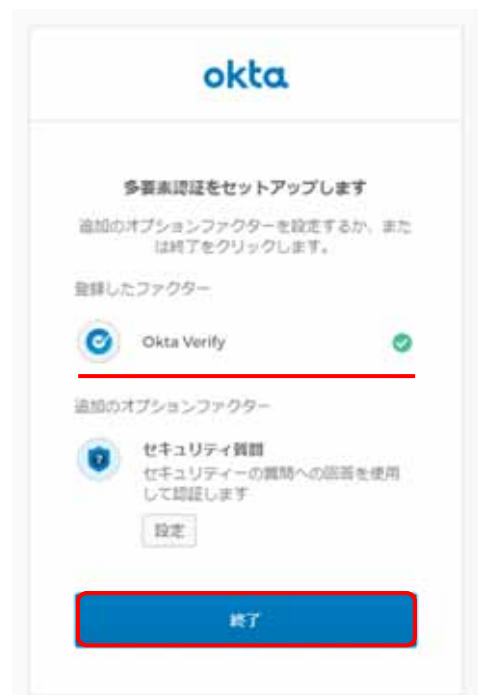 okta
多要素認証をセットアップします
追加のオプションファクターを設定するか、また
は終了をクリックします。
登録したファクター
Okta Verify
追加のオプションファクター
セキュリティ質問
セキュリティーの質問への回答を使用
して認証します
設定
終了